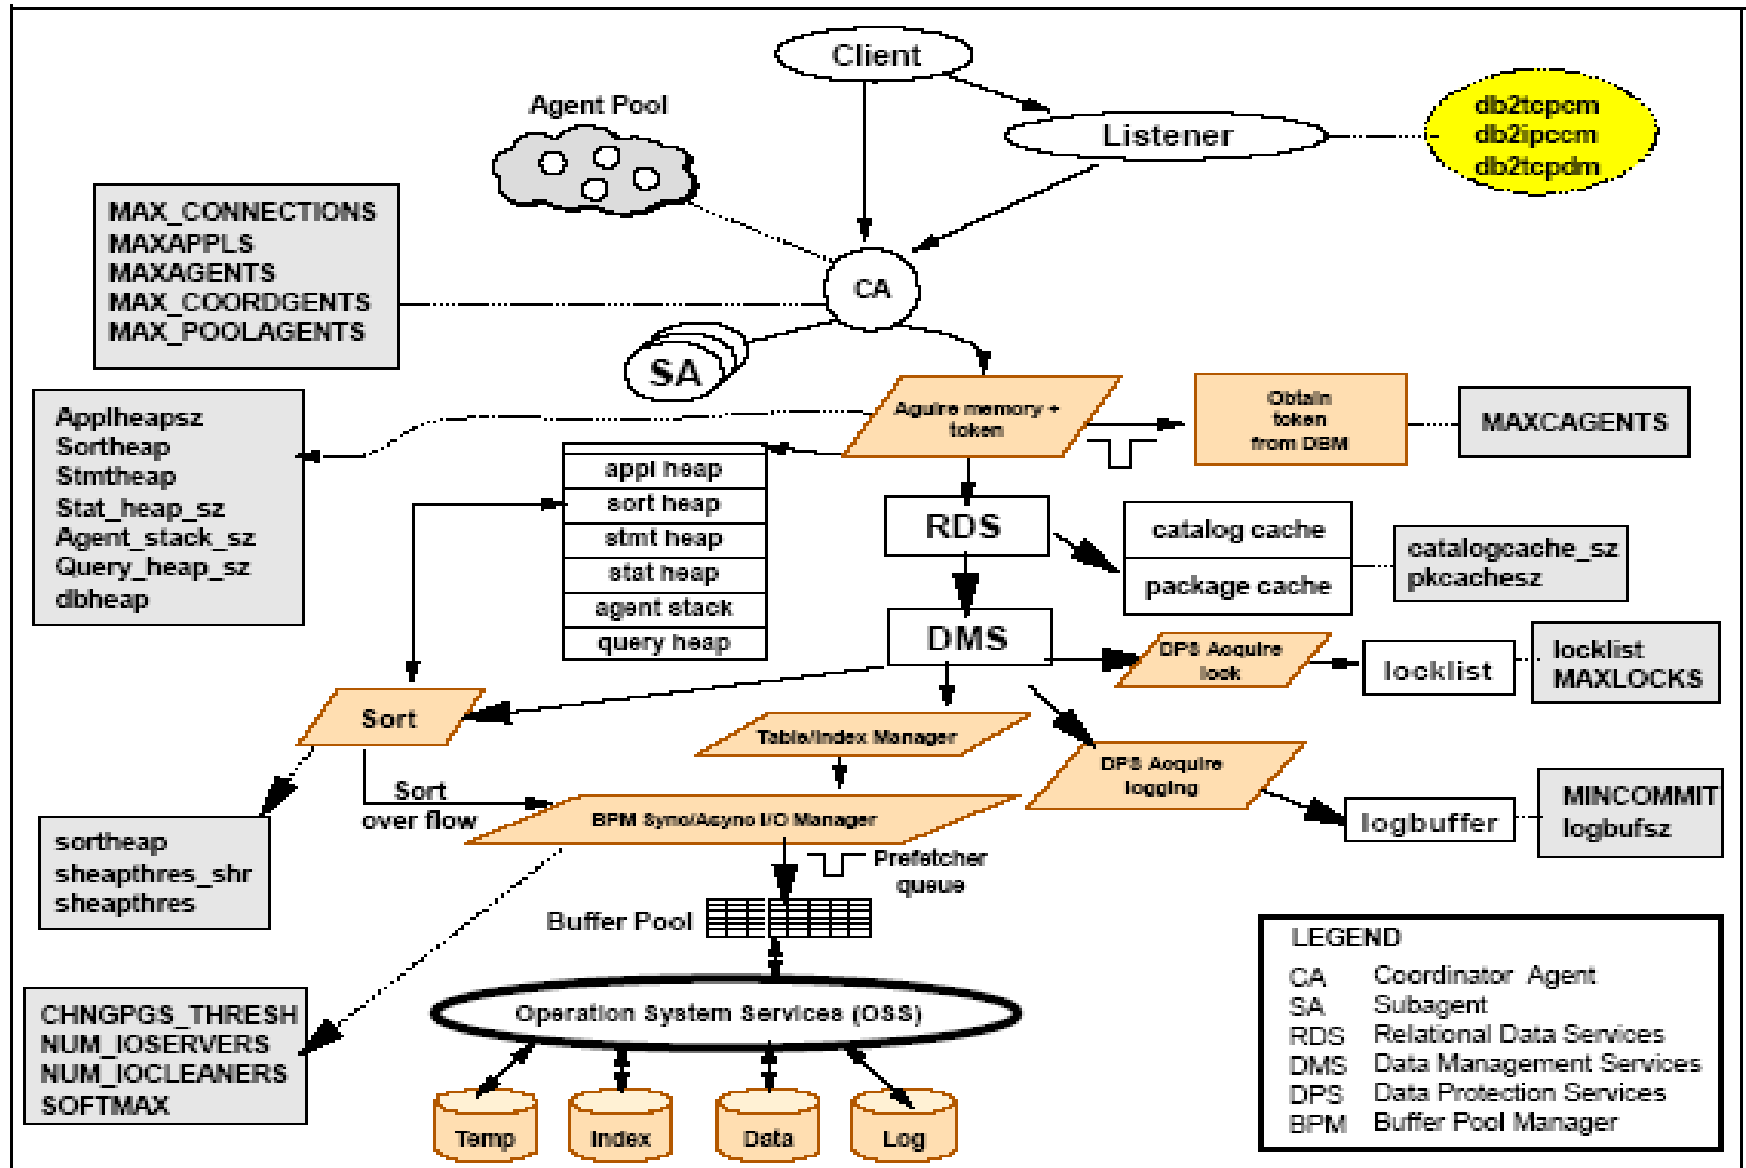 Client
Agent Pool
Listener
db2tcpcm
db2ipccm
db2tcpdm
MAX_CONNECTIONS
MAXAPPLS
MAXAGENTS
MAX_COORDGENTS
MAX_POOLAGENTS
CA
SA
Aquire memory +
token
Obtain
token
from DBM
MAXCAGENTS
Applheapsz
Sortheap
Stmtheap
Stat_heap_sz
Agent_stack_sz
Query_heap_sz
dbheap
appl heap
sort heap
stmt heap
stat heap
agent stack
query heap
RDS
catalog cache
package cache
catalogcache_sz
pkcachesz
DMS
DPS Acquire
lock
locklist
locklist
MAXLOCKS
Sort
Table/Index Manager
DPS Acquire
logging
Sort
over flow
BPM Sync/Async I/O Manager
logbuffer
MINCOMMIT
logbufsz
sortheap
sheapthres_shr
sheapthres
Prefetcher
queue
Buffer Pool
CHNGPGS_THRESH
NUM_IOSERVERS
NUM_IOCLEANERS
SOFTMAX
Operation System Services (OSS)
Temp
Index
Data
Log
LEGEND
CA Coordinator Agent
SA Subagent
RDS Relational Data Services
DMS Data Management Services
DPS Data Protection Services
BPM Buffer Pool Manager